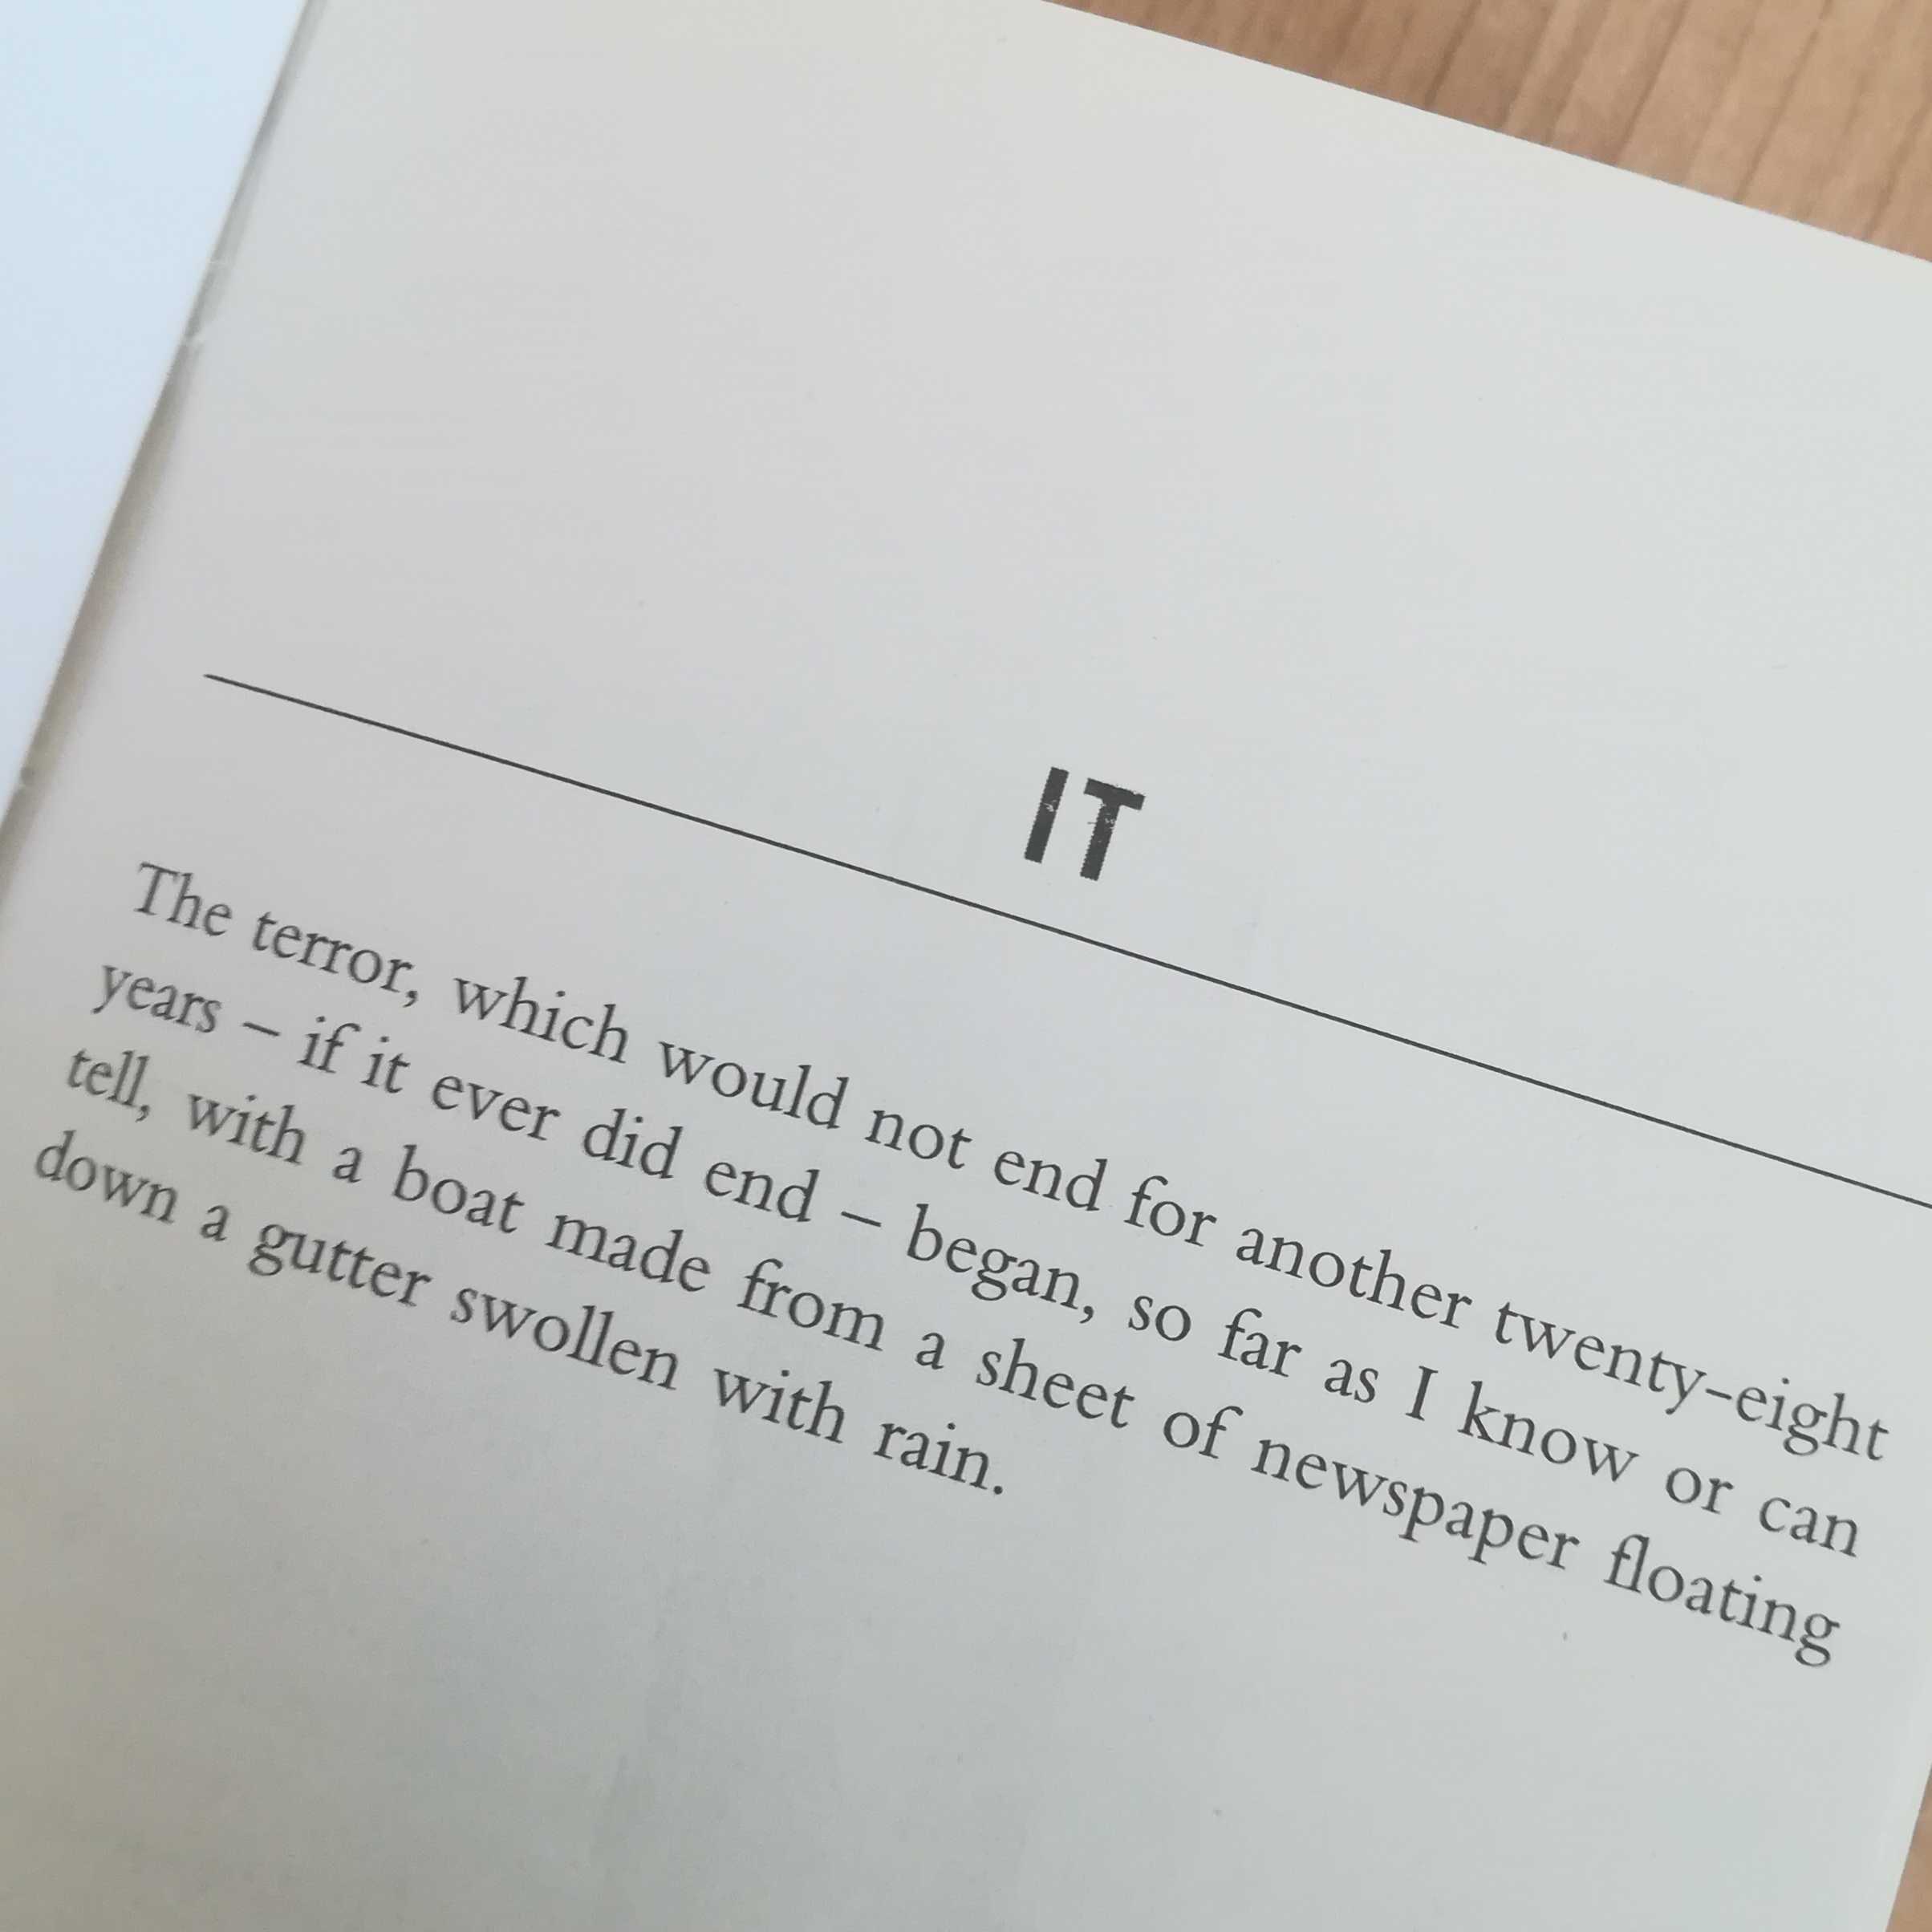 IT
The terror, which would not end for another twenty-eight
years – if it ever did end – began, so far as I know or can
tell, with a boat made from a sheet of newspaper floating
down a gutter swollen with rain.